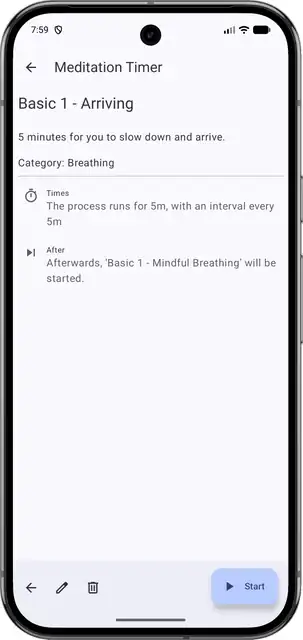 7:59
Meditation Timer
Basic 1 - Arriving
5 minutes for you to slow down and arrive.
Category: Breathing
Times
The process runs for 5m, with an interval every
5m
After
Afterwards, 'Basic 1 - Mindful Breathing' will be
started.
Start